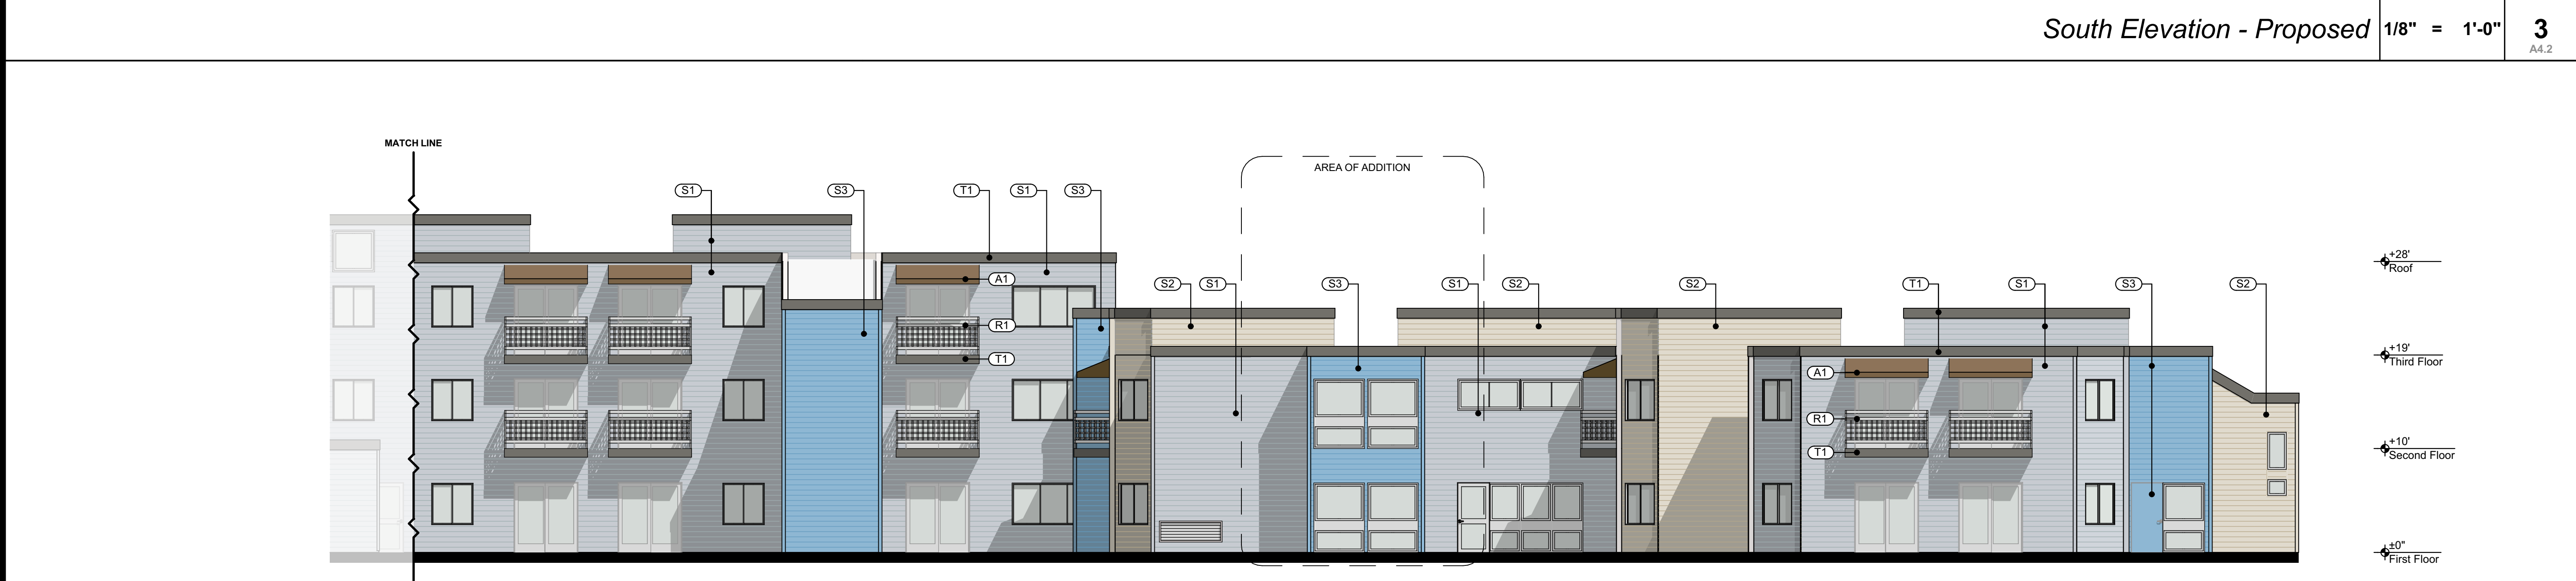 South Elevation - Proposed
1/8" = 1'-0"
3
A4.2
MATCH LINE
AREA OF ADDITION
S1
S3
T1
S1
S3
A1
R1
T1
S2
S1
S3
S1
S2
S2
T1
S1
S3
S2
A1
R1
T1
+28'
Roof
+19'
Third Floor
+10'
Second Floor
±0"
First Floor